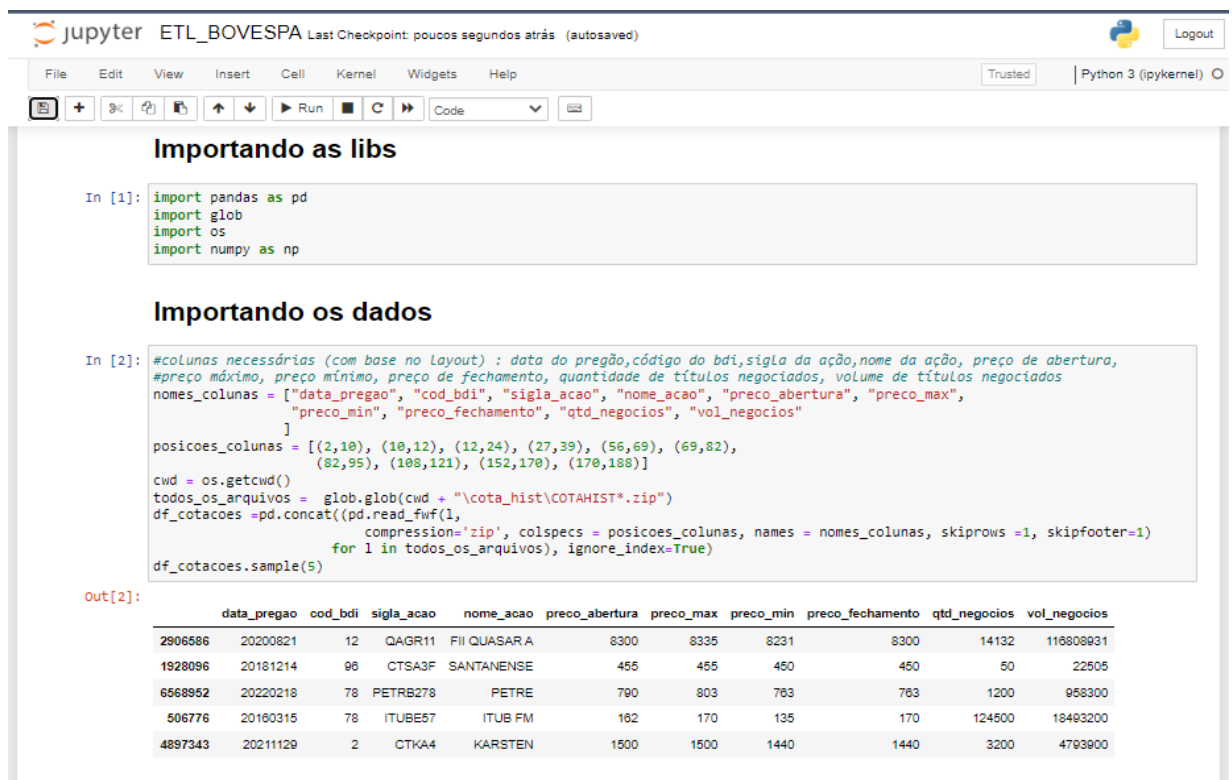 jupyter ETL_BOVESPA Last Checkpoint: poucos segundos atrás (autosaved) Logout
File Edit View Insert Cell Kernel Widgets Help Trusted Python 3 (ipykernel)
Run Code
Importando as libs
In [1]: import pandas as pd
import glob
import os
import numpy as np
Importando os dados
In [2]: #colunas necessárias (com base no layout) : data do pregão,código do bdi,sigla da ação,nome da ação, preço de abertura,
#preço máximo, preço mínimo, preço de fechamento, quantidade de títulos negociados, volume de títulos negociados
nomes_colunas = ["data_pregao", "cod_bdi", "sigla_acao", "nome_acao", "preco_abertura", "preco_max",
"preco_min", "preco_fechamento", "qtd_negocios", "vol_negocios"
]
posicoes_colunas = [(2,10), (10,12), (12,24), (27,39), (56,69), (69,82),
(82,95), (108,121), (152,170), (170,188)]
cwd = os.getcwd()
todos_os_arquivos = glob.glob(cwd + "\cota_hist\COTAHIST*.zip")
df_cotacoes =pd.concat((pd.read_fwf(l,
compression='zip', colspecs = posicoes_colunas, names = nomes_colunas, skiprows =1, skipfooter=1)
for l in todos_os_arquivos), ignore_index=True)
df_cotacoes.sample(5)
Out[2]:
data_pregao cod_bdi sigla_acao nome_acao preco_abertura preco_max preco_min preco_fechamento qtd_negocios vol_negocios
2906586 20200821 12 QAGR11 FII QUASAR A 8300 8335 8231 8300 14132 116808931
1928096 20181214 96 CTSA3F SANTANENSE 455 455 450 450 50 22505
6568952 20220218 78 PETRB278 PETRE 790 803 763 763 1200 958300
506776 20160315 78 ITUBE57 ITUB FM 162 170 135 170 124500 18493200
4897343 20211129 2 CTKA4 KARSTEN 1500 1500 1440 1440 3200 4793900